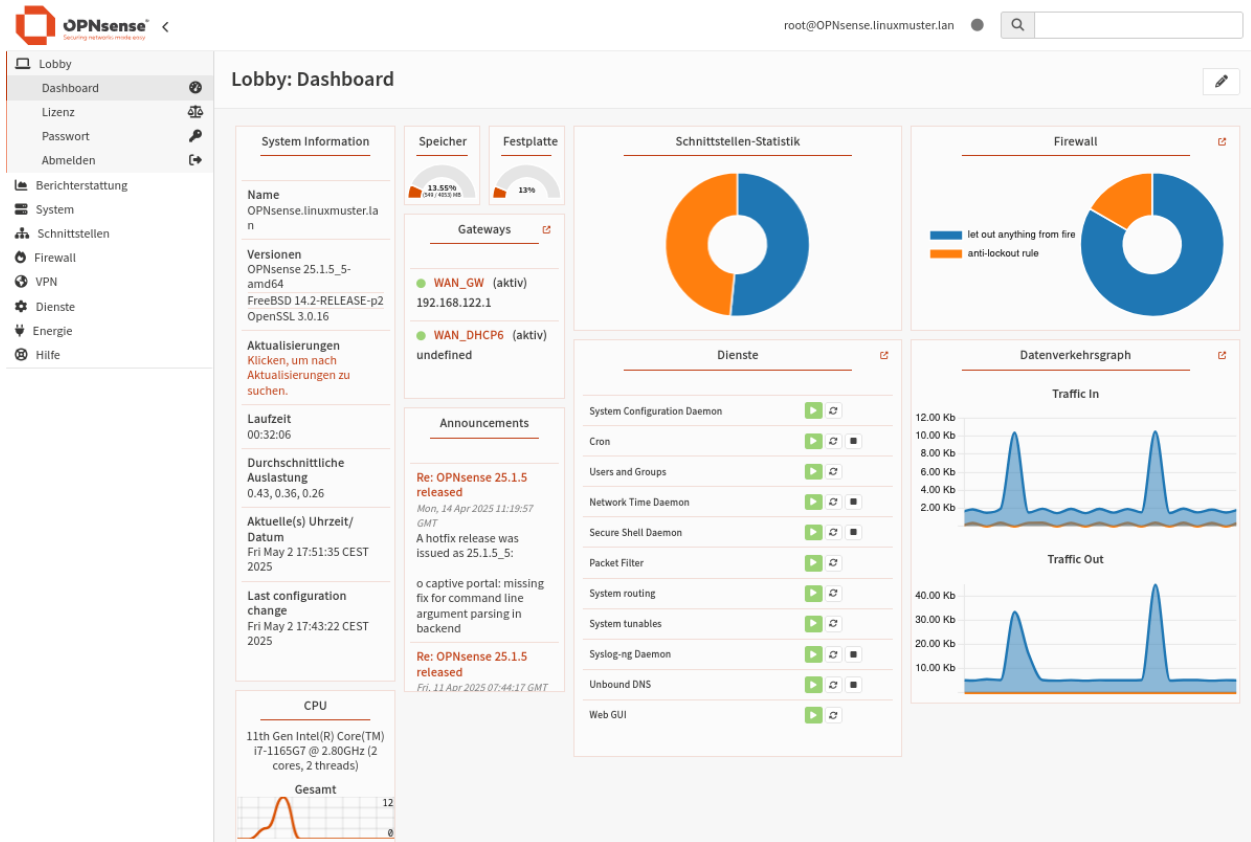 OPNsense
Securing networks made easy
root@OPNsense.linuxmuster.lan
Lobby
Dashboard
Lizenz
Passwort
Abmelden
Berichterstattung
System
Schnittstellen
Firewall
VPN
Dienste
Energie
Hilfe
Lobby: Dashboard
System Information
Name
OPNsense.linuxmuster.la
n
Versionen
OPNsense 25.1.5_5-
amd64
FreeBSD 14.2-RELEASE-p2
OpenSSL 3.0.16
Aktualisierungen
Klicken, um nach
Aktualisierungen zu
suchen.
Laufzeit
00:32:06
Durchschnittliche
Auslastung
0.43, 0.36, 0.26
Aktuelle(s) Uhrzeit/
Datum
Fri May 2 17:51:35 CEST
2025
Last configuration
change
Fri May 2 17:43:22 CEST
2025
CPU
11th Gen Intel(R) Core(TM)
i7-1165G7 @ 2.80GHz (2
cores, 2 threads)
Gesamt
12
0
Speicher
13.55%
(549 / 4053) MB
Festplatte
13%
Gateways
WAN_GW (aktiv)
192.168.122.1
WAN_DHCP6 (aktiv)
undefined
Announcements
Re: OPNsense 25.1.5
released
Mon, 14 Apr 2025 11:19:57
GMT
A hotfix release was
issued as 25.1.5_5:
o captive portal: missing
fix for command line
argument parsing in
backend
Re: OPNsense 25.1.5
released
Fri, 11 Apr 2025 07:44:17 GMT
Schnittstellen-Statistik
Dienste
System Configuration Daemon
Cron
Users and Groups
Network Time Daemon
Secure Shell Daemon
Packet Filter
System routing
System tunables
Syslog-ng Daemon
Unbound DNS
Web GUI
Firewall
let out anything from fire
anti-lockout rule
Datenverkehrsgraph
Traffic In
12.00 Kb
10.00 Kb
8.00 Kb
6.00 Kb
4.00 Kb
2.00 Kb
Traffic Out
40.00 Kb
30.00 Kb
20.00 Kb
10.00 Kb